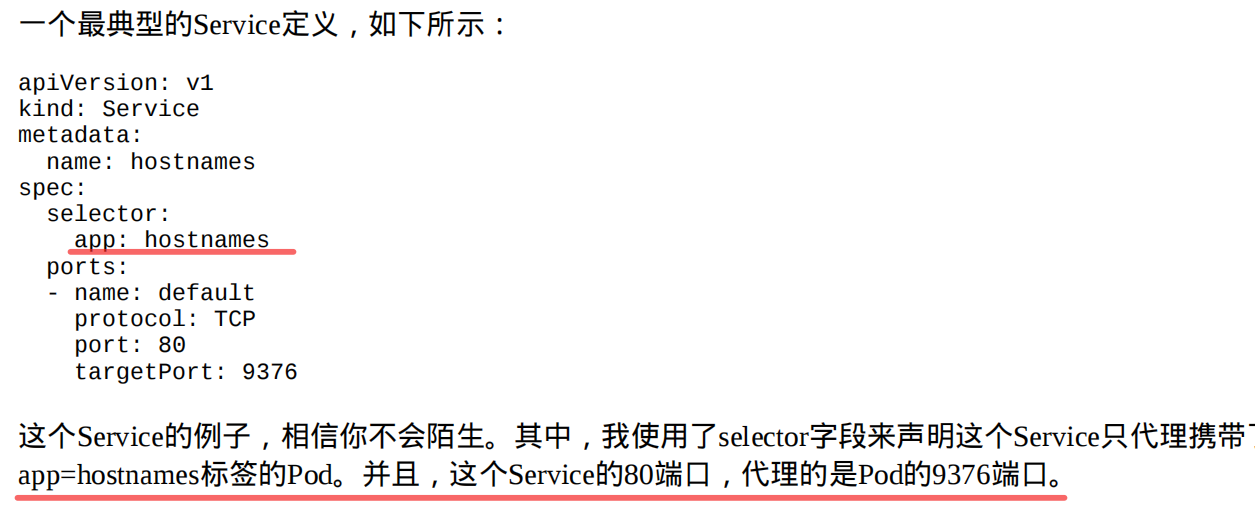 一个最典型的Service定义，如下所示：
apiVersion: v1
kind: Service
metadata:
  name: hostnames
spec:
  selector:
    app: hostnames
  ports:
  - name: default
    protocol: TCP
    port: 80
    targetPort: 9376
这个Service的例子，相信你不会陌生。其中，我使用了selector字段来声明这个Service只代理携带了
app=hostnames标签的Pod。并且，这个Service的80端口，代理的是Pod的9376端口。